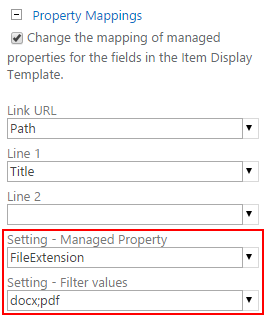 Property Mappings
Change the mapping of managed
properties for the fields in the Item Display
Template.
Link URL
Path
Line 1
Title
Line 2
Setting - Managed Property
FileExtension
Setting - Filter values
docx;pdf